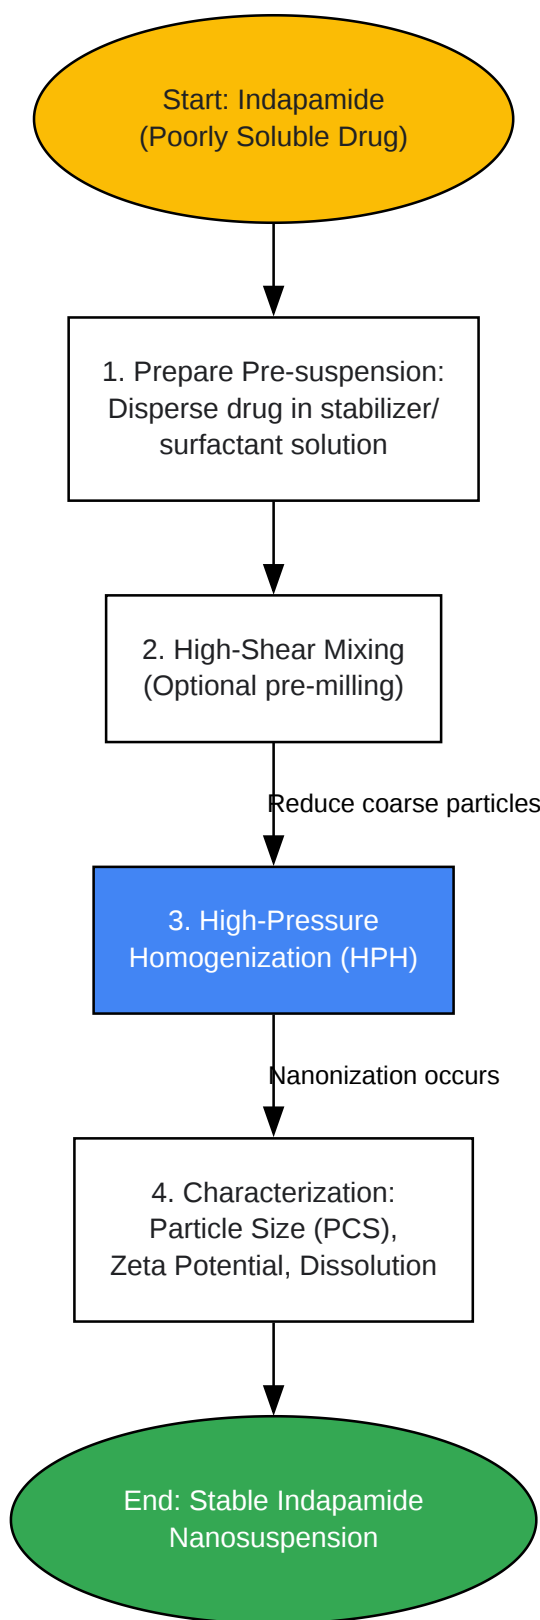 Start: Indapamide
(Poorly Soluble Drug)
1. Prepare Pre-suspension:
Disperse drug in stabilizer/
surfactant solution
2. High-Shear Mixing
(Optional pre-milling)
Reduce coarse particles
3. High-Pressure
Homogenization (HPH)
Nanonization occurs
4. Characterization:
Particle Size (PCS),
Zeta Potential, Dissolution
End: Stable Indapamide
Nanosuspension